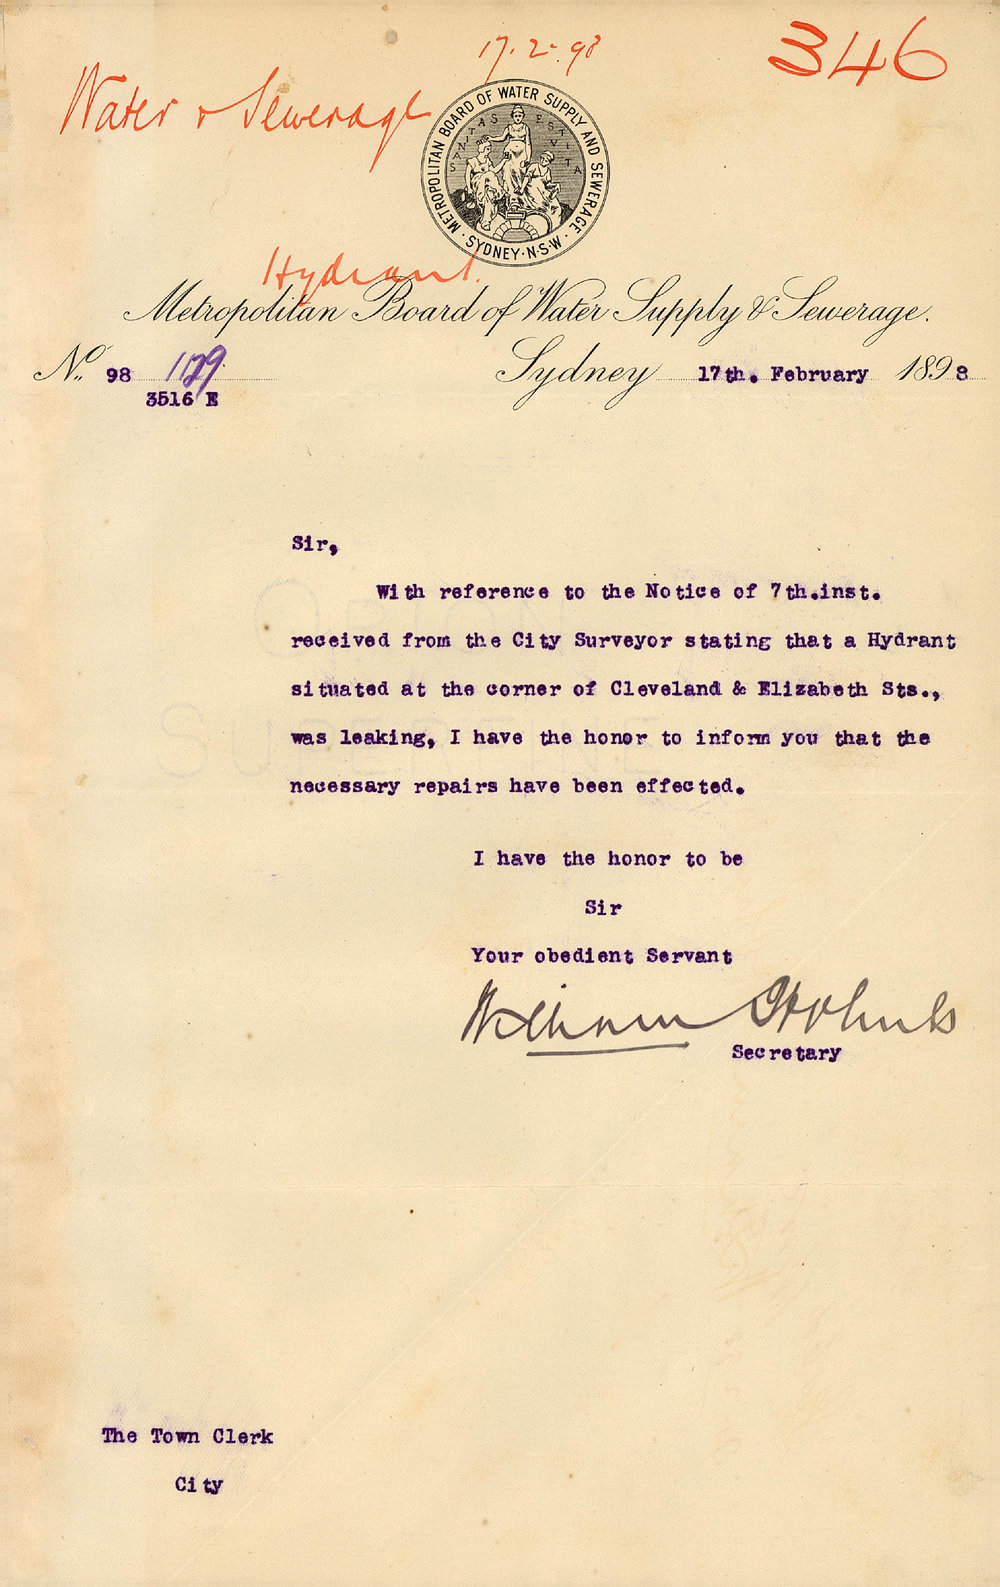 17.2.98
346
Water & Sewerage
METROPOLITAN BOARD OF WATER SUPPLY AND SEWERAGE
SANITAS ESKVITA
· SYDNEY · N·S·W ·
Hydrant.
Metropolitan Board of Water Supply & Sewerage.
No. 98 1129
3516 E
Sydney 17th. February 1898
Sir,
With reference to the Notice of 7th.inst.
received from the City Surveyor stating that a Hydrant
situated at the corner of Cleveland & Elizabeth Sts.,
was leaking, I have the honor to inform you that the
necessary repairs have been effected.
I have the honor to be
Sir
Your obedient Servant
William Holmes
Secretary
The Town Clerk
City